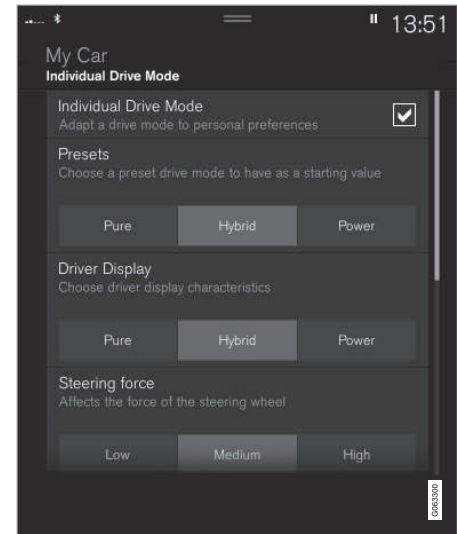 13:51
My Car
Individual Drive Mode
Individual Drive Mode
Adapt a drive mode to personal preferences
Presets
Choose a preset drive mode to have as a starting value
Pure Hybrid Power
Driver Display
Choose driver display characteristics
Pure Hybrid Power
Steering force
Affects the force of the steering wheel
Low Medium High
G063300